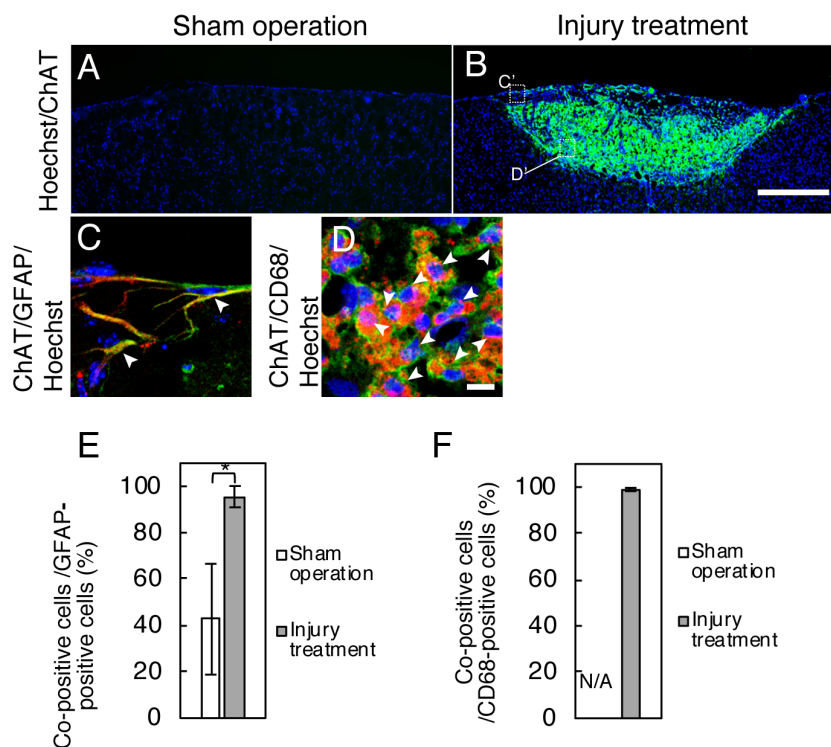 Sham operation
Injury treatment
Hoechst/ChAT
A
B
C'
D'
ChAT/GFAP/
Hoechst
C
ChAT/CD68/
Hoechst
D
E
Co-positive cells /GFAP-
positive cells (%)
100
80
60
40
20
0
*
Sham
operation
Injury
treatment
F
Co-positive cells
/CD68-positive cells (%)
100
80
60
40
20
0
N/A
Sham
operation
Injury
treatment